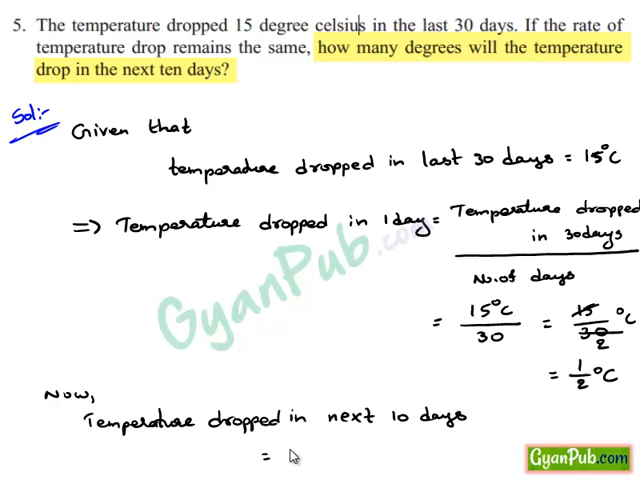 5. The temperature dropped 15 degree celsius in the last 30 days. If the rate of
temperature drop remains the same, how many degrees will the temperature
drop in the next ten days?
Sol:-
Given that
temperature dropped in last 30 days = 15°C
=> Temperature dropped in 1 day = Temperature dropped
in 30 days
No. of days
= 15°C / 30 = 15 / 30 °C
2
= 1/2 °C
Now,
Temperature dropped in next 10 days
=
GyanPub.com
GyanPub.com